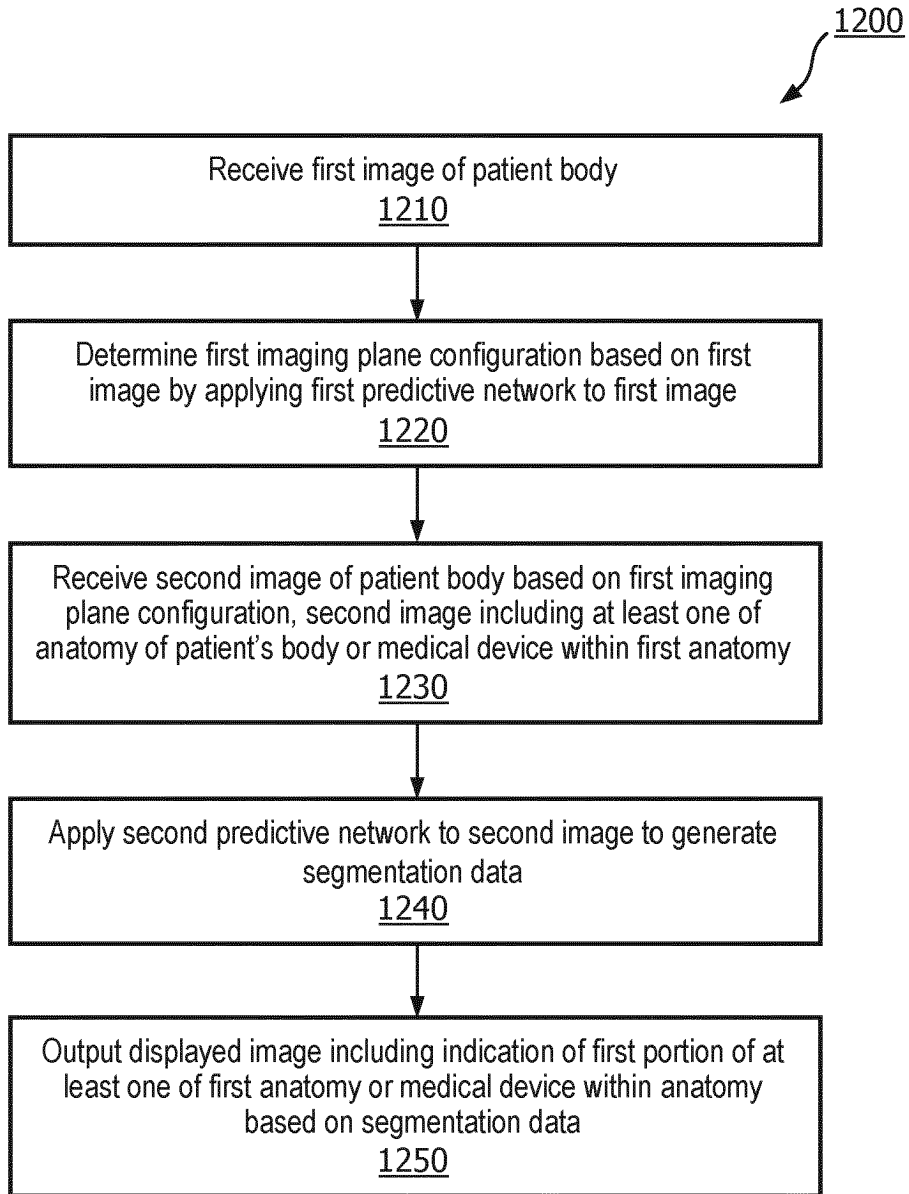 1200
Receive first image of patient body
1210
Determine first imaging plane configuration based on first
image by applying first predictive network to first image
1220
Receive second image of patient body based on first imaging
plane configuration, second image including at least one of
anatomy of patient's body or medical device within first anatomy
1230
Apply second predictive network to second image to generate
segmentation data
1240
Output displayed image including indication of first portion of at
least one of first anatomy or medical device within anatomy
based on segmentation data
1250